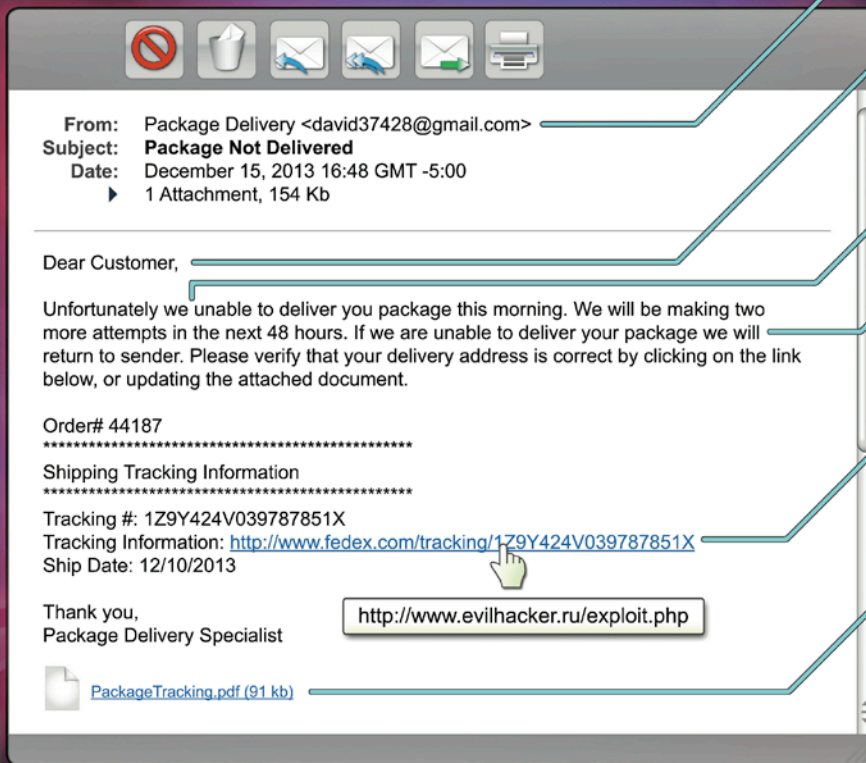 From: Package Delivery <david37428@gmail.com>
Subject: Package Not Delivered
Date: December 15, 2013 16:48 GMT -5:00
1 Attachment, 154 Kb
Dear Customer,
Unfortunately we unable to deliver you package this morning. We will be making two
more attempts in the next 48 hours. If we are unable to deliver your package we will
return to sender. Please verify that your delivery address is correct by clicking on the link
below, or updating the attached document.
Order# 44187
*************************************************
Shipping Tracking Information
*************************************************
Tracking #: 1Z9Y424V039787851X
Tracking Information: http://www.fedex.com/tracking/1Z9Y424V039787851X
Ship Date: 12/10/2013
http://www.evilhacker.ru/exploit.php
Thank you,
Package Delivery Specialist
PackageTracking.pdf (91 kb)